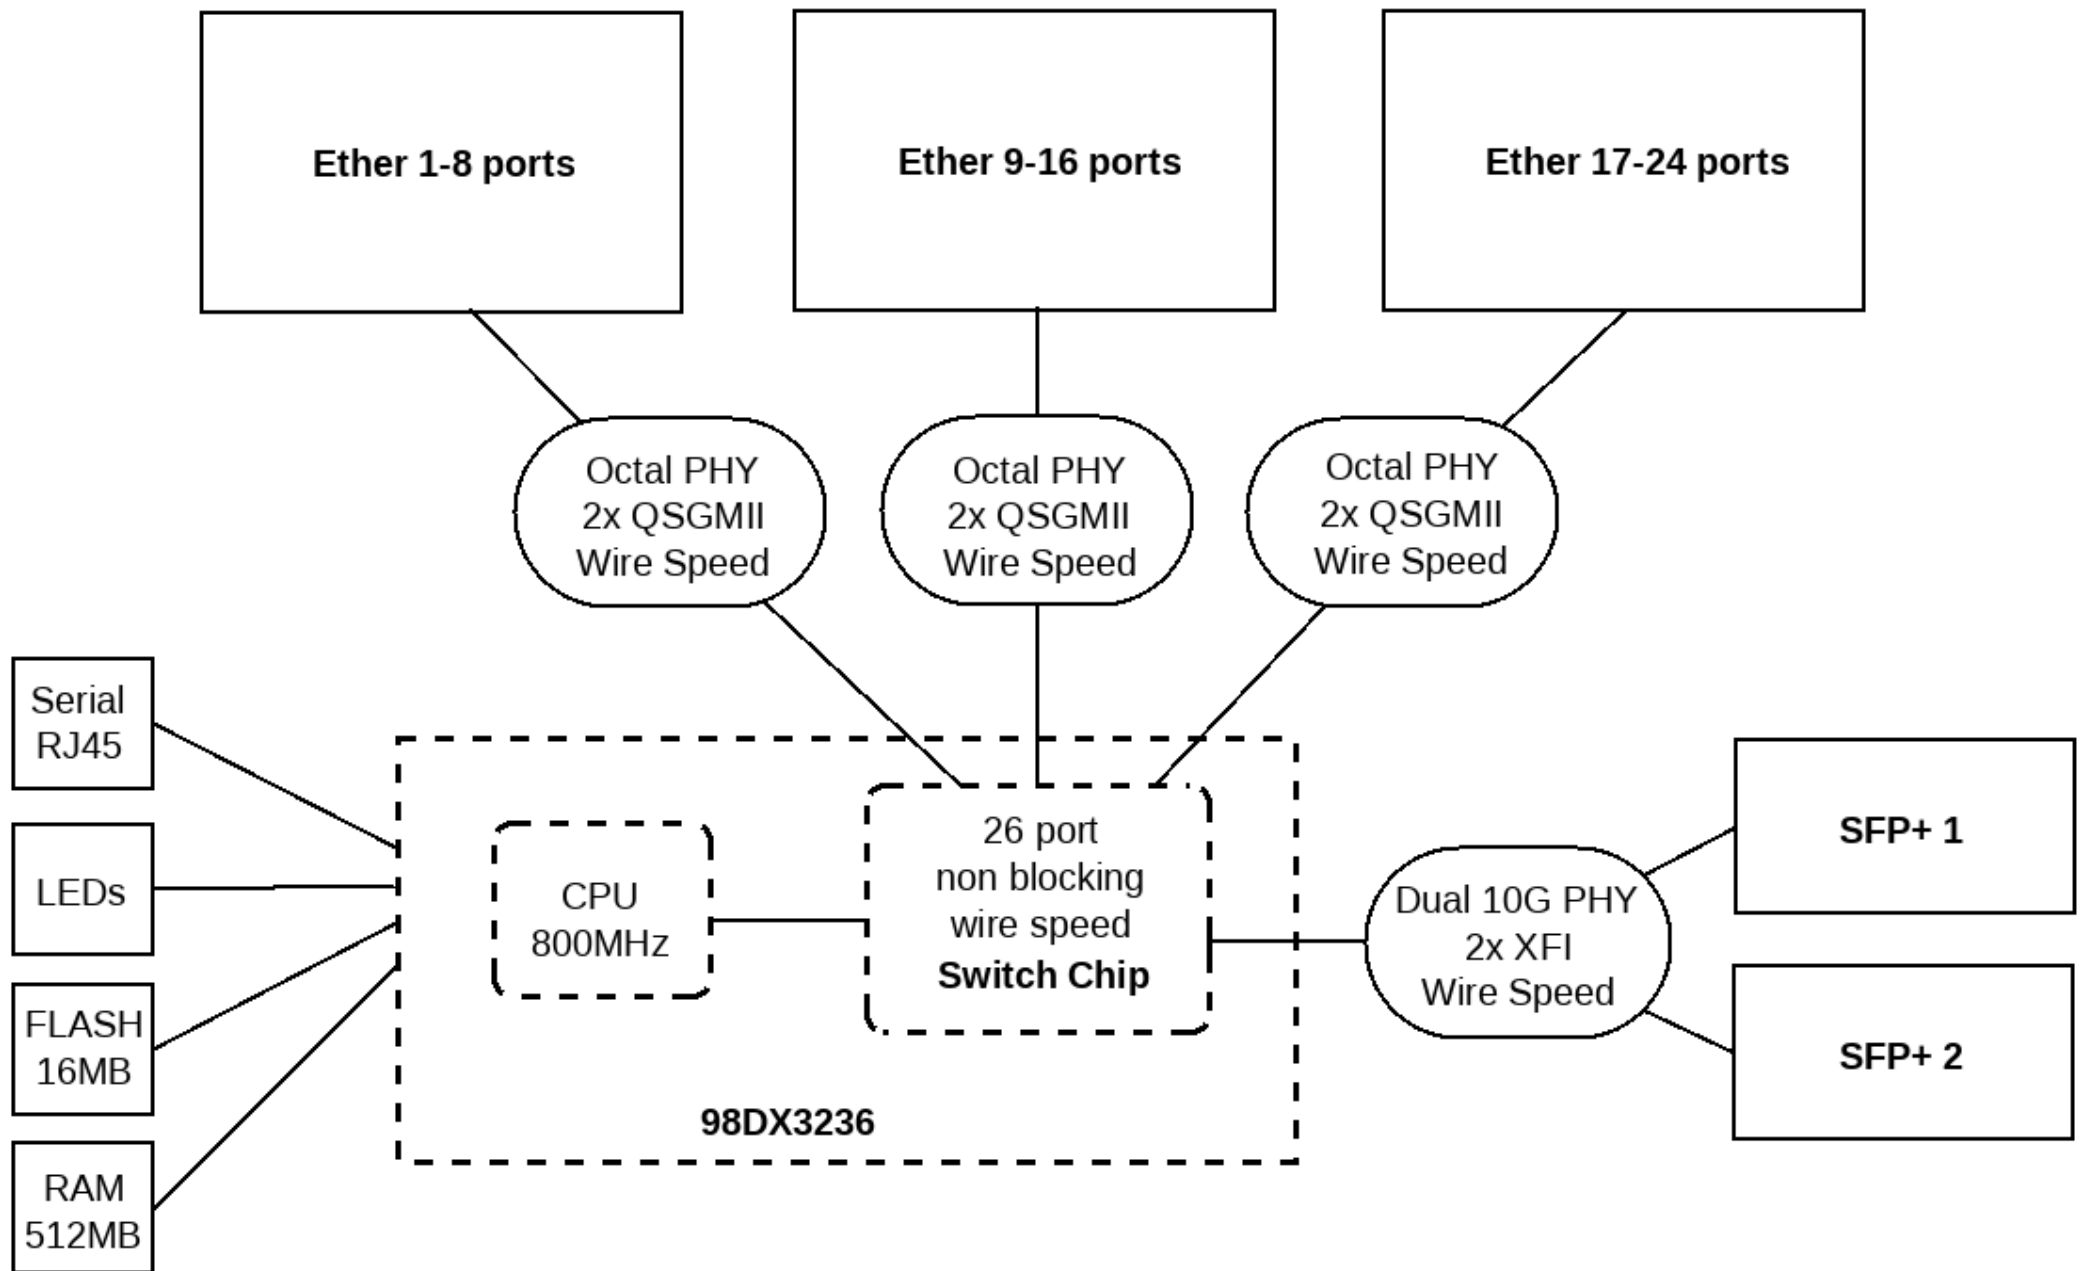 Ether 1-8 ports
Ether 9-16 ports
Ether 17-24 ports
Octal PHY
2x QSGMII
Wire Speed
Octal PHY
2x QSGMII
Wire Speed
Octal PHY
2x QSGMII
Wire Speed
Serial
RJ45
LEDs
FLASH
16MB
RAM
512MB
CPU
800MHz
26 port
non blocking
wire speed
Switch Chip
98DX3236
Dual 10G PHY
2x XFI
Wire Speed
SFP+ 1
SFP+ 2